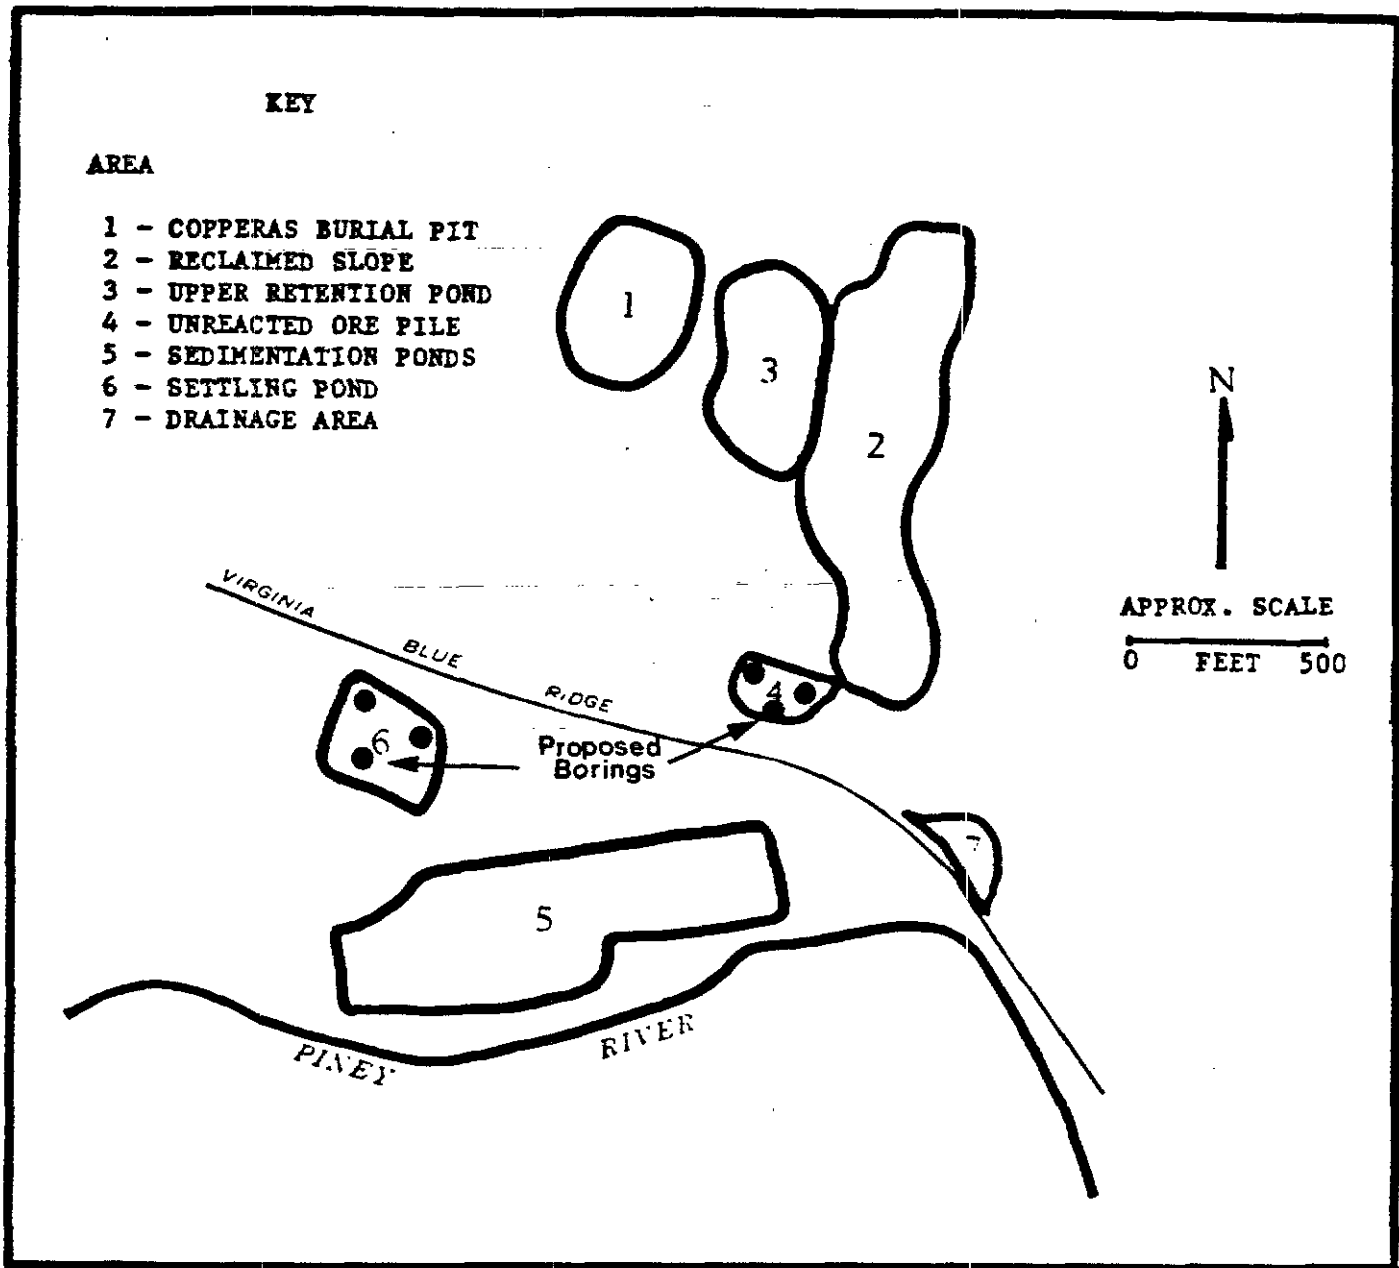 KEY
AREA
1 - COPPERAS BURIAL PIT
2 - RECLAIMED SLOPE
3 - UPPER RETENTION POND
4 - UNREACTED ORE PILE
5 - SEDIMENTATION PONDS
6 - SETTLING POND
7 - DRAINAGE AREA
1
3
2
N
APPROX. SCALE
0 FEET 500
VIRGINIA BLUE RIDGE
4
6
Proposed
Borings
7
5
PINEY RIVER